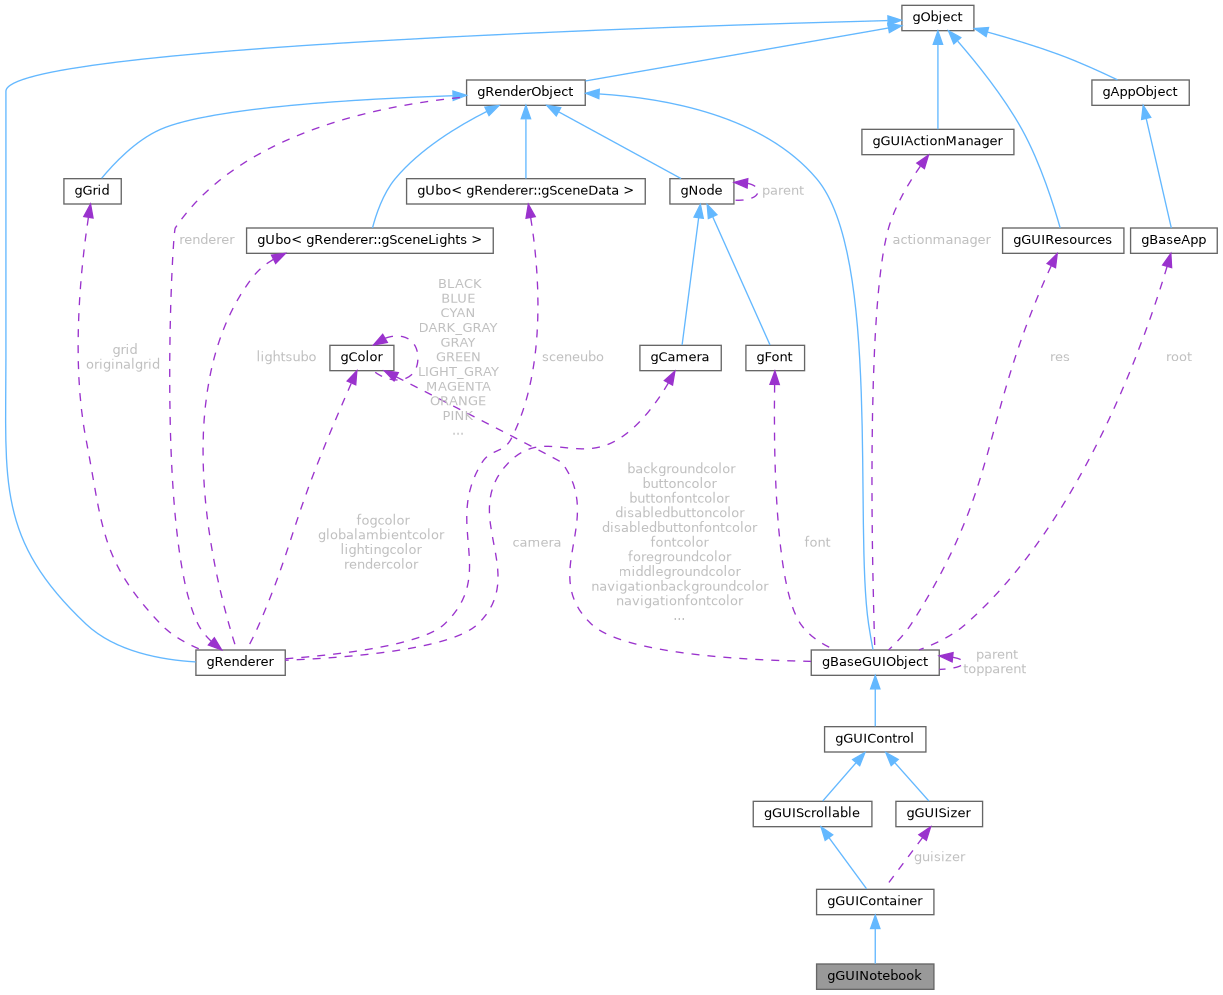 gObject
gRenderObject
gAppObject
gGUIActionManager
gGrid
gUbo< gRenderer::gSceneData >
gNode
parent
renderer
gUbo< gRenderer::gSceneLights >
actionmanager
gGUIResources
gBaseApp
BLACK
BLUE
CYAN
DARK_GRAY
GRAY
GREEN
LIGHT_GRAY
MAGENTA
ORANGE
PINK
...
grid
originalgrid
lightsubo
gColor
sceneubo
gCamera
gFont
res
root
backgroundcolor
buttoncolor
buttonfontcolor
disabledbuttoncolor
disabledbuttonfontcolor
fontcolor
foregroundcolor
middlegroundcolor
navigationbackgroundcolor
navigationfontcolor
...
fogcolor
globalambientcolor
lightingcolor
rendercolor
camera
font
gRenderer
gBaseGUIObject
parent
topparent
gGUIControl
gGUIScrollable
gGUISizer
guisizer
gGUIContainer
gGUINotebook